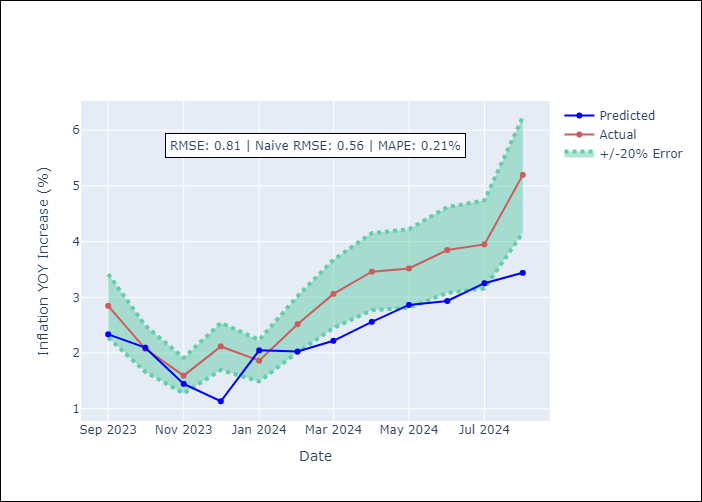 RMSE: 0.81 | Naive RMSE: 0.56 | MAPE: 0.21%
Predicted
Actual
+/-20% Error
Inflation YOY Increase (%)
6
5
4
3
2
1
Sep 2023 Nov 2023 Jan 2024 Mar 2024 May 2024 Jul 2024
Date